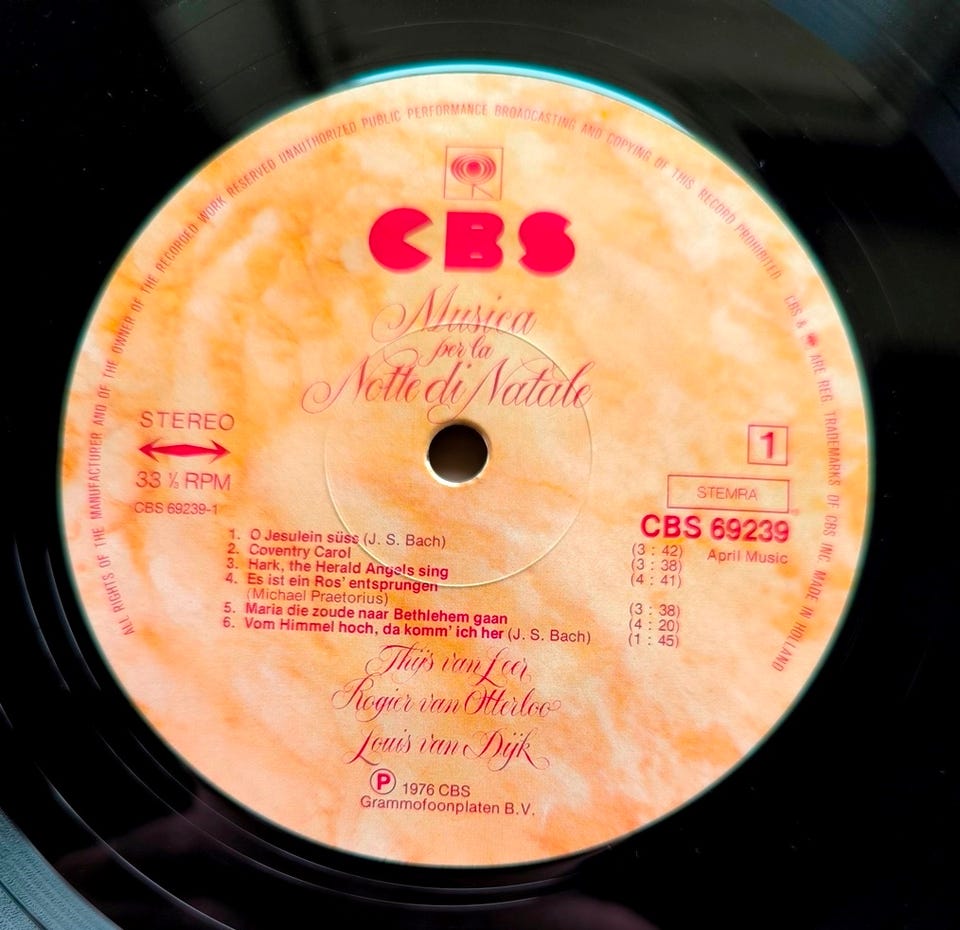 ALL RIGHTS OF THE MANUFACTURER AND OF THE OWNER OF THE RECORDED WORK RESERVED UNAUTHORIZED PUBLIC PERFORMANCE BROADCASTING AND COPYING OF THIS RECORD PROHIBITED CBS & ARE REG. TRADEMARKS OF CBS INC. MADE IN HOLLAND
CBS
Musica
per la
Notte di Natale
STEREO
33 ⅓ RPM
CBS 69239-1
1
STEMRA
CBS 69239
April Music
1. O Jesulein süss (J. S. Bach) (3 : 42)
2. Coventry Carol (3 : 38)
3. Hark, the Herald Angels sing (4 : 41)
4. Es ist ein Ros' entsprungen
(Michael Praetorius) (3 : 38)
5. Maria die zoude naar Bethlehem gaan (4 : 20)
6. Vom Himmel hoch, da komm' ich her (J. S. Bach) (1 : 45)
Thijs van Leer
Rogier van Otterloo
Louis van Dijk
℗ 1976 CBS
Grammofoonplaten B.V.